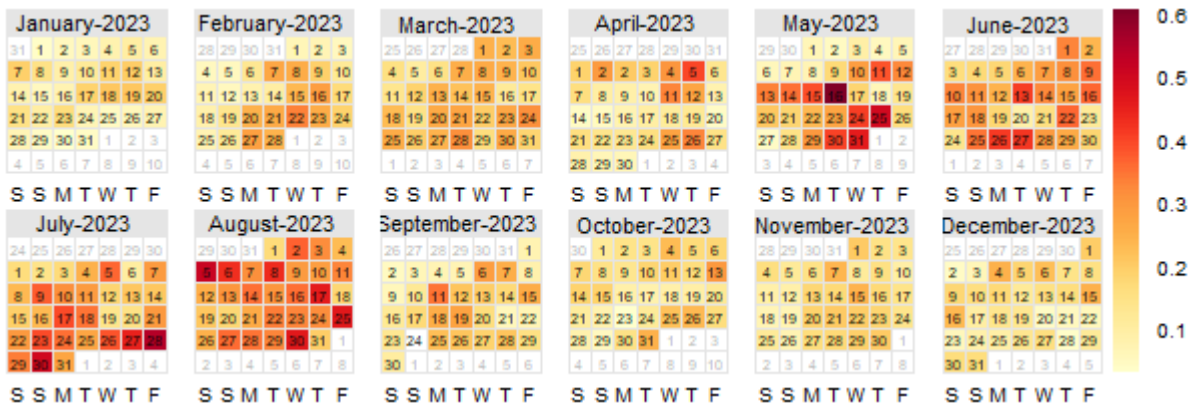 January-2023
31 1 2 3 4 5 6
7 8 9 10 11 12 13
14 15 16 17 18 19 20
21 22 23 24 25 26 27
28 29 30 31 1 2 3
4 5 6 7 8 9 10
S S M T W T F
February-2023
28 29 30 31 1 2 3
4 5 6 7 8 9 10
11 12 13 14 15 16 17
18 19 20 21 22 23 24
25 26 27 28 1 2 3
4 5 6 7 8 9 10
S S M T W T F
March-2023
25 26 27 28 1 2 3
4 5 6 7 8 9 10
11 12 13 14 15 16 17
18 19 20 21 22 23 24
25 26 27 28 29 30 31
1 2 3 4 5 6 7
S S M T W T F
April-2023
25 26 27 28 29 30 31
1 2 2 3 4 5 6
7 8 9 10 11 12 13
14 15 16 17 18 19 20
21 22 23 24 25 26 27
28 29 30 1 2 3 4
S S M T W T F
May-2023
29 30 1 2 3 4 5
6 7 8 9 10 11 12
13 14 15 16 17 18 19
20 21 22 23 24 25 26
27 28 29 30 31 1 2
3 4 5 6 7 8 9
S S M T W T F
June-2023
27 28 29 30 31 1 2
3 4 5 6 7 8 9
10 11 12 13 14 15 16
17 18 19 20 21 22 23
24 25 26 27 28 29 30
1 2 3 4 5 6 7
S S M T W T F
0.6
0.5
0.4
0.3
0.2
0.1
July-2023
24 25 26 27 28 29 30
1 2 3 4 5 6 7
8 9 10 11 12 13 14
15 16 17 18 19 20 21
22 23 24 25 26 27 28
29 30 31 1 2 3 4
S S M T W T F
August-2023
29 30 31 1 2 3 4
5 6 7 8 9 10 11
12 13 14 15 16 17 18
19 20 21 22 23 24 25
26 27 28 29 30 31 1
2 3 4 5 6 7 8
S S M T W T F
September-2023
26 27 28 29 30 31 1
2 3 4 5 6 7 8
9 10 11 12 13 14 15
16 17 18 19 20 21 22
23 24 25 26 27 28 29
30 1 2 3 4 5 6
S S M T W T F
October-2023
30 1 2 3 4 5 6
7 8 9 10 11 12 13
14 15 16 17 18 19 20
21 22 23 24 25 26 27
28 29 30 31 1 2 3
4 5 6 7 8 9 10
S S M T W T F
November-2023
28 29 30 31 1 2 3
4 5 6 7 8 9 10
11 12 13 14 15 16 17
18 19 20 21 22 23 24
25 26 27 28 29 30 1
2 3 4 5 6 7 8
S S M T W T F
December-2023
25 26 27 28 29 30 1
2 3 4 5 6 7 8
9 10 11 12 13 14 15
16 17 18 19 20 21 22
23 24 25 26 27 28 29
30 31 1 2 3 4 5
S S M T W T F